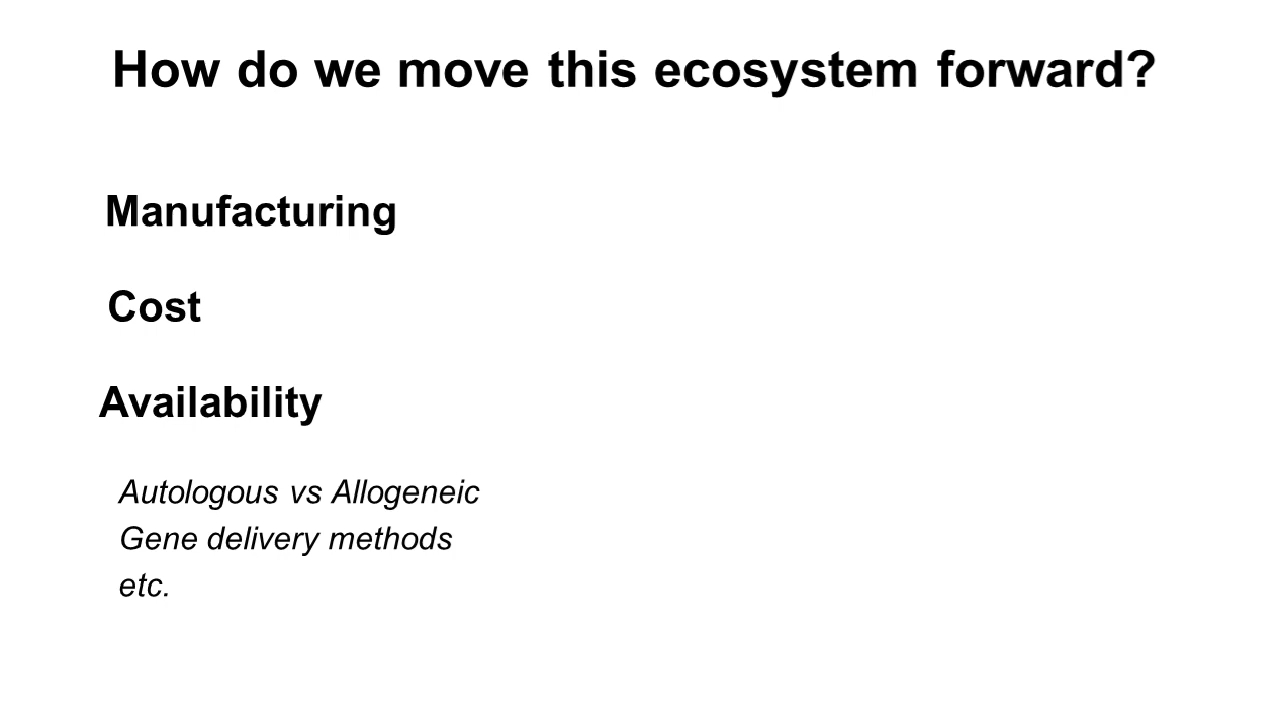 How do we move this ecosystem forward?
Manufacturing
Cost
Availability
Autologous vs Allogeneic
Gene delivery methods
etc.